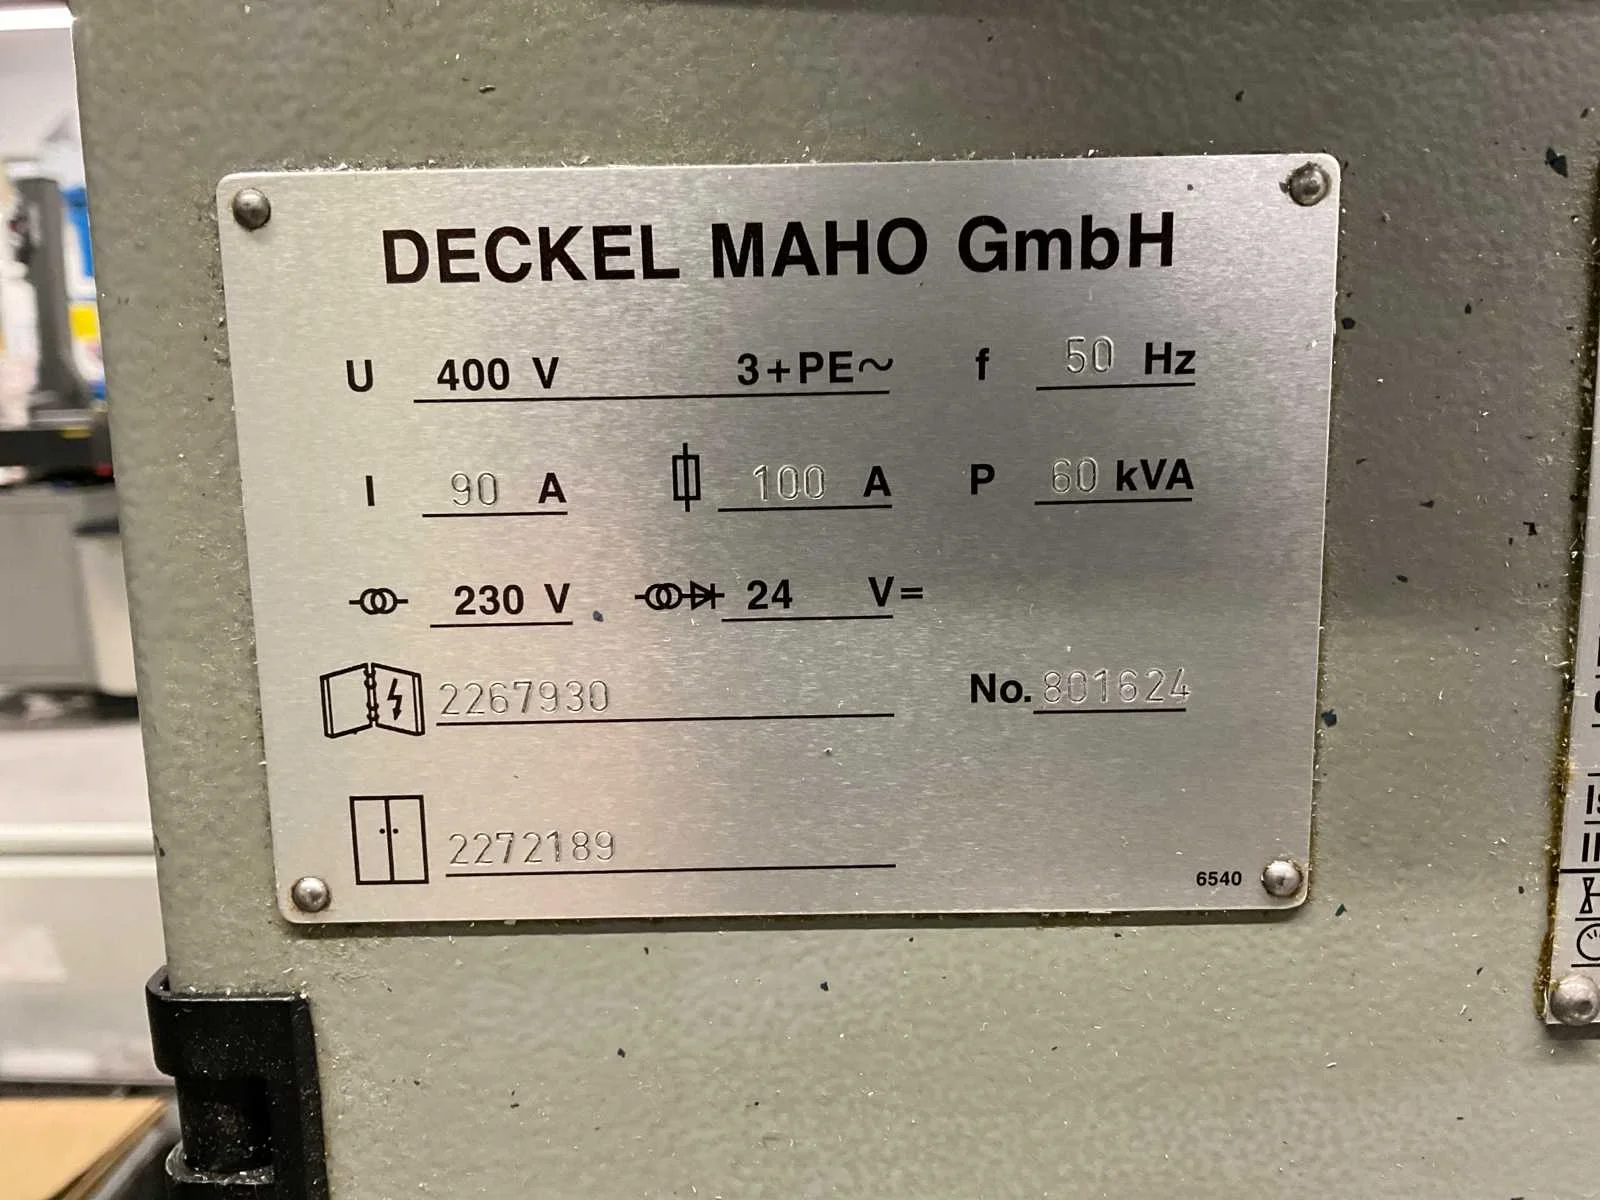 DECKEL MAHO GmbH
U 400 V 3+PE~ f 50 Hz
I 90 A 100 A P 60 kVA
230 V 24 V=
2267930 No. 801624
2272189
6540